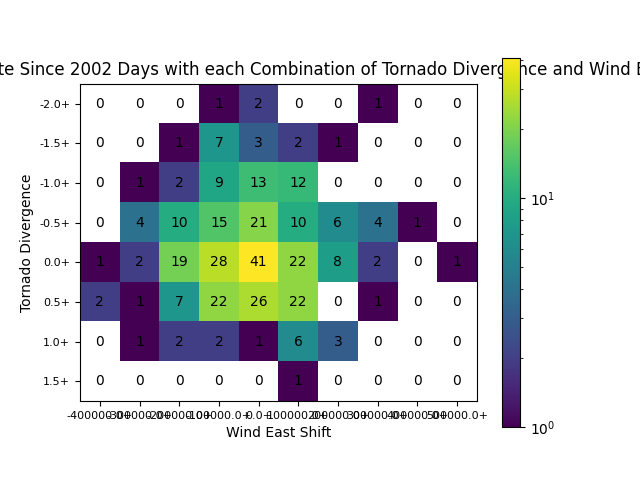 te Since 2002 Days with each Combination of Tornado Divergence and Wind E
Tornado Divergence
-2.0+ 0 0 0 1 2 0 0 1 0 0
-1.5+ 0 0 1 7 3 2 1 0 0 0
-1.0+ 0 1 2 9 13 12 0 0 0 0
-0.5+ 0 4 10 15 21 10 6 4 1 0
0.0+ 1 2 19 28 41 22 8 2 0 1
0.5+ 2 1 7 22 26 22 0 1 0 0
1.0+ 0 1 2 2 1 6 3 0 0 0
1.5+ 0 0 0 0 0 1 0 0 0 0
Wind East Shift
10^1
10^0